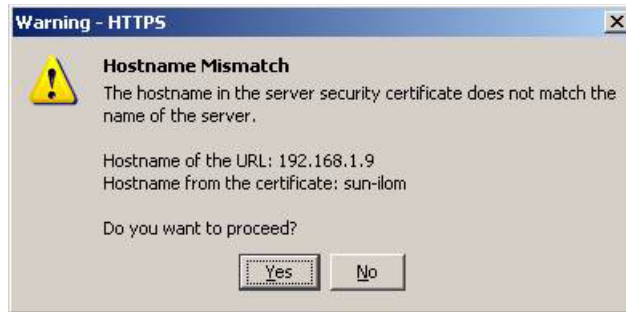 Warning - HTTPS
Hostname Mismatch
The hostname in the server security certificate does not match the
name of the server.
Hostname of the URL: 192.168.1.9
Hostname from the certificate: sun-ilom
Do you want to proceed?
Yes No